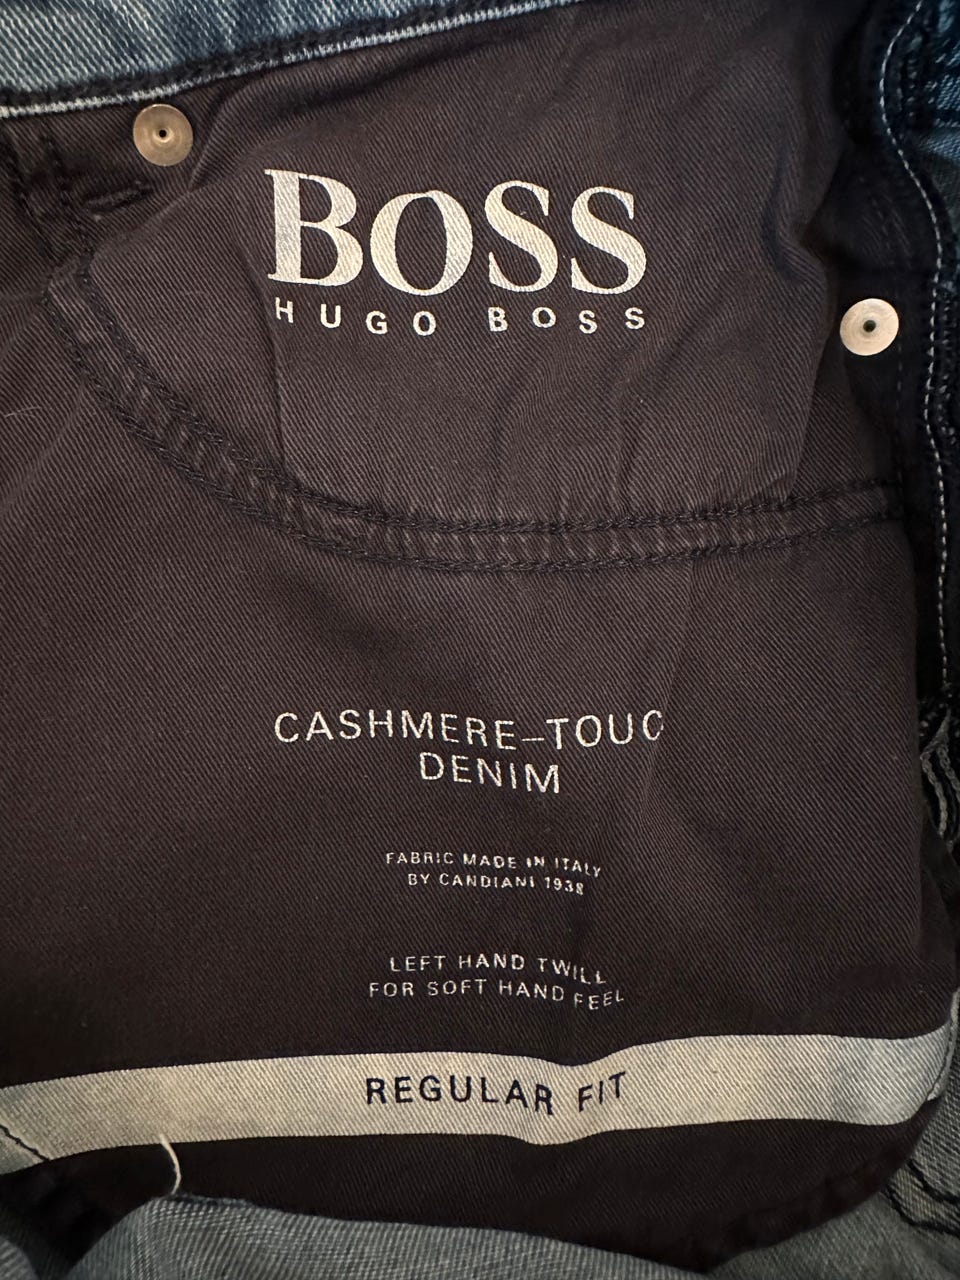 BOSS
HUGO BOSS
CASHMERE-TOUC
DENIM
FABRIC MADE IN ITALY
BY CANDIANI 1938
LEFT HAND TWILL
FOR SOFT HAND FEEL
REGULAR FIT